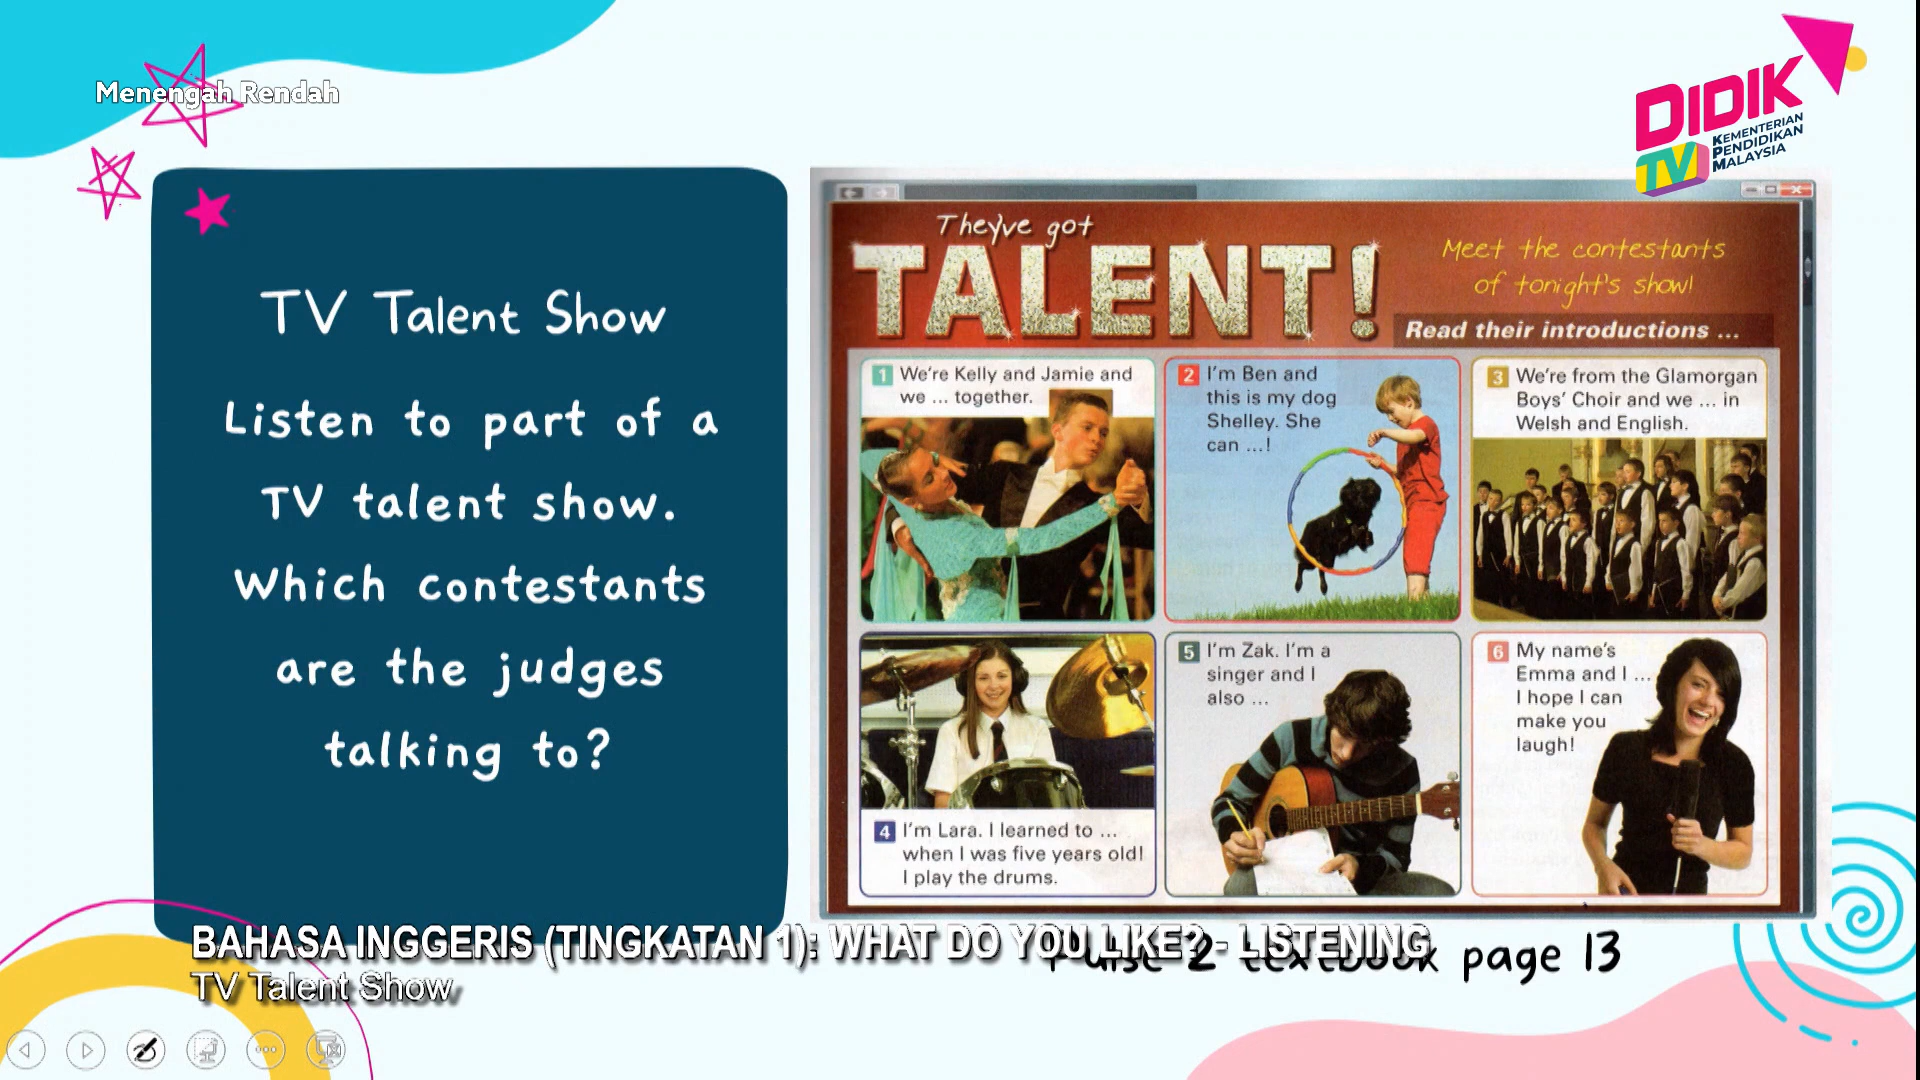 Menengah Rendah
DIDIK
TV
KEMENTERIAN
PENDIDIKAN
MALAYSIA
TV Talent Show
Listen to part of a
TV talent show.
Which contestants
are the judges
talking to?
They've got
TALENT!
Meet the contestants
of tonight's show!
Read their introductions ...
1 We're Kelly and Jamie and
we ... together.
2 I'm Ben and
this is my dog
Shelley. She
can ...!
3 We're from the Glamorgan
Boys' Choir and we ... in
Welsh and English.
4 I'm Lara. I learned to ...
when I was five years old!
I play the drums.
5 I'm Zak. I'm a
singer and I
also ...
6 My name's
Emma and I ...
I hope I can
make you
laugh!
BAHASA INGGERIS (TINGKATAN 1): WHAT DO YOU LIKE? - LISTENING
Pulse 2 textbook page 13
TV Talent Show